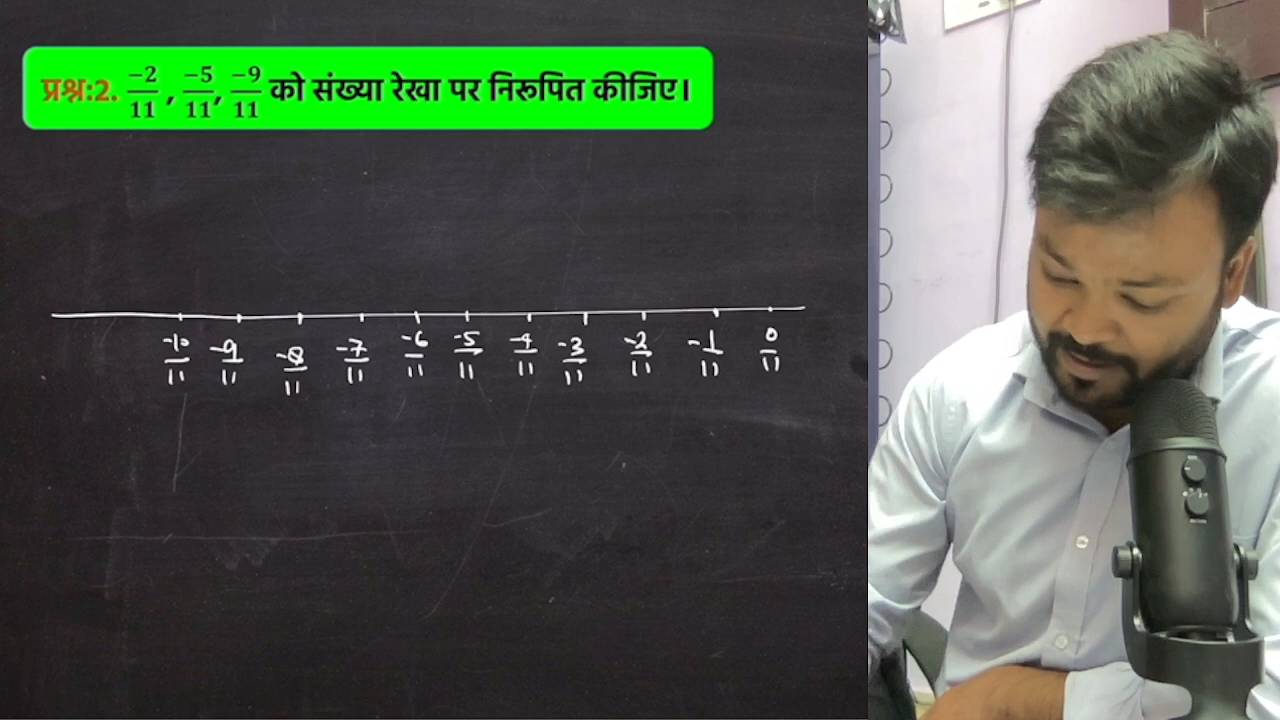 प्रश्न:2. −2/11, −5/11, −9/11 को संख्या रेखा पर निरूपित कीजिए।
-10/11 -9/11 -8/11 -7/11 -6/11 -5/11 -4/11 -3/11 -2/11 -1/11 0/11